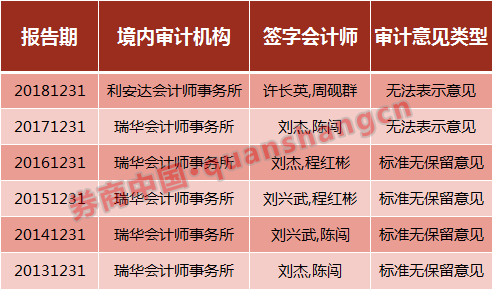 报告期 境内审计机构 签字会计师 审计意见类型
20181231 利安达会计师事务所 许长英,周砚群 无法表示意见
20171231 瑞华会计师事务所 刘杰,陈闯 无法表示意见
20161231 瑞华会计师事务所 刘杰,程红彬 标准无保留意见
20151231 瑞华会计师事务所 刘兴武,程红彬 标准无保留意见
20141231 瑞华会计师事务所 刘兴武,陈闯 标准无保留意见
20131231 瑞华会计师事务所 刘杰,陈闯 标准无保留意见
券商中国·quanshangcn